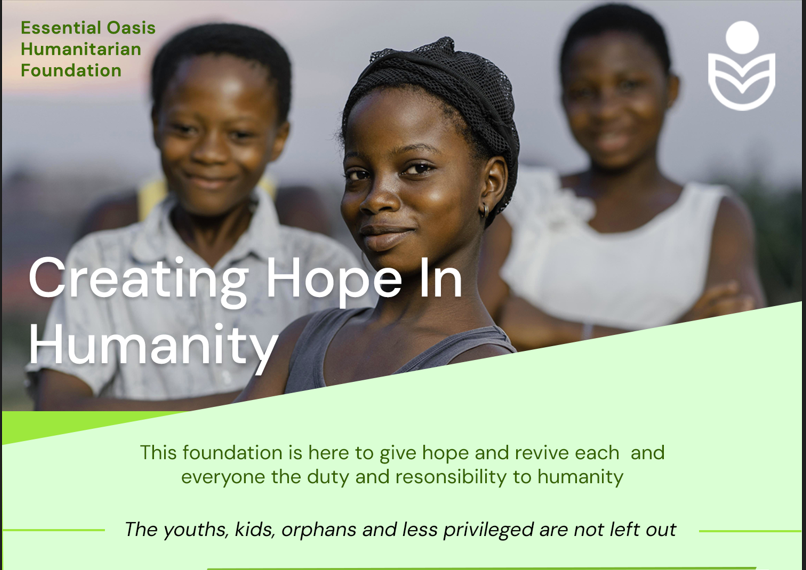 Essential Oasis
Humanitarian
Foundation
Creating Hope In
Humanity
This foundation is here to give hope and revive each  and
everyone the duty and resonsibility to humanity
The youths, kids, orphans and less privileged are not left out